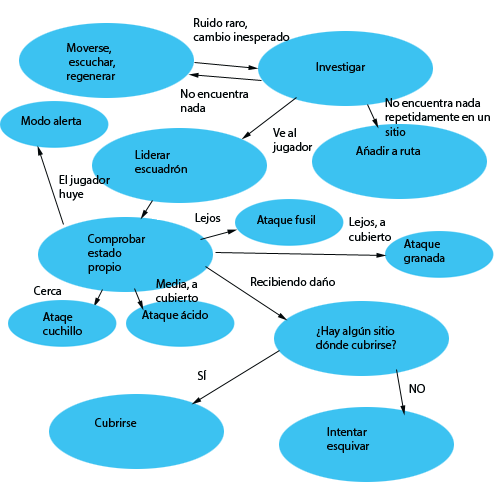 Ruido raro,
cambio inesperado
Moverse,
escuchar,
regenerar
Investigar
No encuentra
nada
No encuentra nada
repetidamente en un
sitio
Modo alerta
Ve al
jugador?
Añadir a ruta
Liderar
escuadrón
El jugador
huye
Lejos
Ataque fusil
Lejos, a
cubierto
Comprobar
estado
propio
Ataque
granada
Cerca
Media, a
cubierto
Recibiendo daño
Ataqe
cuchillo
Ataque ácido
¿Hay algún sitio
dónde cubrirse?
SÍ
NO
Cubrirse
Intentar
esquivar